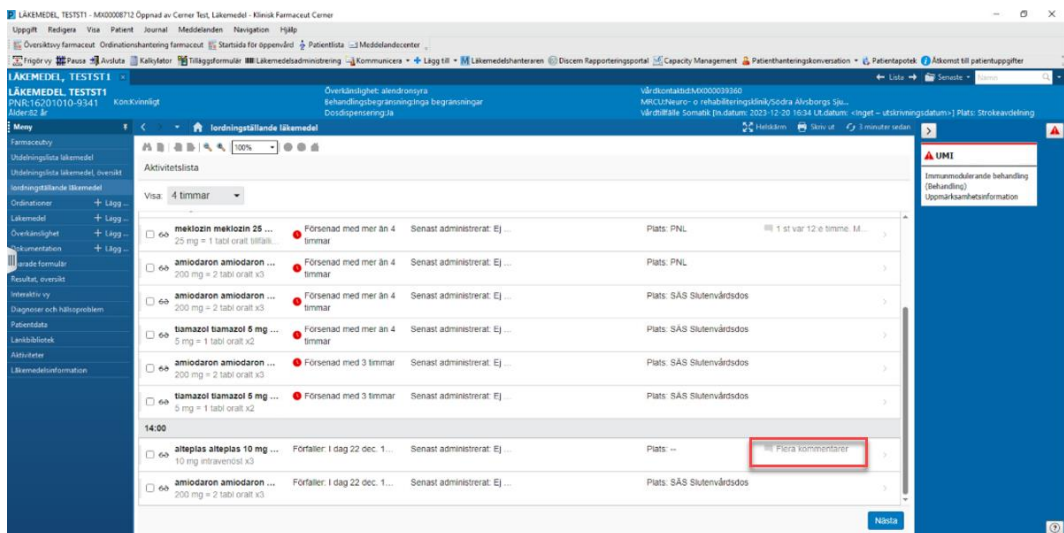 LÄKEMEDEL, TESTST1 - MX00008712 Öppnad av Cerner Test, Läkemedel - Klinisk Farmaceut Cerner
Uppgift Redigera Visa Patient Journal Meddelanden Navigation Hjälp
Översiktsvy farmaceut Ordinationshantering farmaceut Startsida för öppenvård Patientlista Meddelandecenter
Frigör vy Pausa Avsluta Kalkylator Tilläggsformulär Läkemedelsadministrering Kommunicera + Lägg till Läkemedelshanteraren Discern Rapporteringsportal Capacity Management Patienthanteringskonversation Patientapotek Åtkomst till patientuppgifter
LÄKEMEDEL, TESTST1 × Lista Senaste Namn
LÄKEMEDEL, TESTST1 Överkänslighet: alendronsyra Vårdkontaktid:MX000039360
PNR:16201010-9341 Kön:Kvinnligt Behandlingsbegränsning:Inga begränsningar MRCU:Neuro- o rehabiliteringsklinik/Södra Älvsborgs Sju...
Ålder:82 år Dosdispensering:Ja Vårdtillfälle Somatik [In.datum: 2023-12-20 16:34 Ut.datum: <Inget – utskrivningsdatum>] Plats: Strokeavdelning
Meny Iordningställande läkemedel Helskärm Skriv ut 3 minuter sedan
Farmaceutvy
Utdelningslista läkemedel
Utdelningslista läkemedel, översikt
Iordningställande läkemedel
Ordinationer + Lägg ...
Läkemedel + Lägg ...
Överkänslighet + Lägg ...
Dokumentation + Lägg ...
arade formulär
Resultat, översikt
Interaktiv vy
Diagnoser och hälsoproblem
Patientdata
Länkbibliotek
Aktiviteter
Läkemedelsinformation
100%
Aktivitetslista
Visa: 4 timmar
meklozin meklozin 25 ... Försenad med mer än 4 timmar Senast administrerat: Ej ... Plats: PNL 1 st var 12:e timme. M...
25 mg = 1 tabl oralt tillfälli...
amiodaron amiodaron ... Försenad med mer än 4 timmar Senast administrerat: Ej ... Plats: PNL
200 mg = 2 tabl oralt x3
amiodaron amiodaron ... Försenad med mer än 4 timmar Senast administrerat: Ej ... Plats: SÄS Slutenvårdsdos
200 mg = 2 tabl oralt x3
tiamazol tiamazol 5 mg ... Försenad med mer än 4 timmar Senast administrerat: Ej ... Plats: SÄS Slutenvårdsdos
5 mg = 1 tabl oralt x2
amiodaron amiodaron ... Försenad med 3 timmar Senast administrerat: Ej ... Plats: SÄS Slutenvårdsdos
200 mg = 2 tabl oralt x3
tiamazol tiamazol 5 mg ... Försenad med 3 timmar Senast administrerat: Ej ... Plats: SÄS Slutenvårdsdos
5 mg = 1 tabl oralt x2
14:00
alteplas alteplas 10 mg ... Förfaller: I dag 22 dec. 1... Senast administrerat: Ej ... Plats: -- Flera kommentarer
10 mg intravenöst x3
amiodaron amiodaron ... Förfaller: I dag 22 dec. 1... Senast administrerat: Ej ... Plats: SÄS Slutenvårdsdos
200 mg = 2 tabl oralt x3
Nästa
UMI
Immunmodulerande behandling
(Behandling)
Uppmärksamhetsinformation